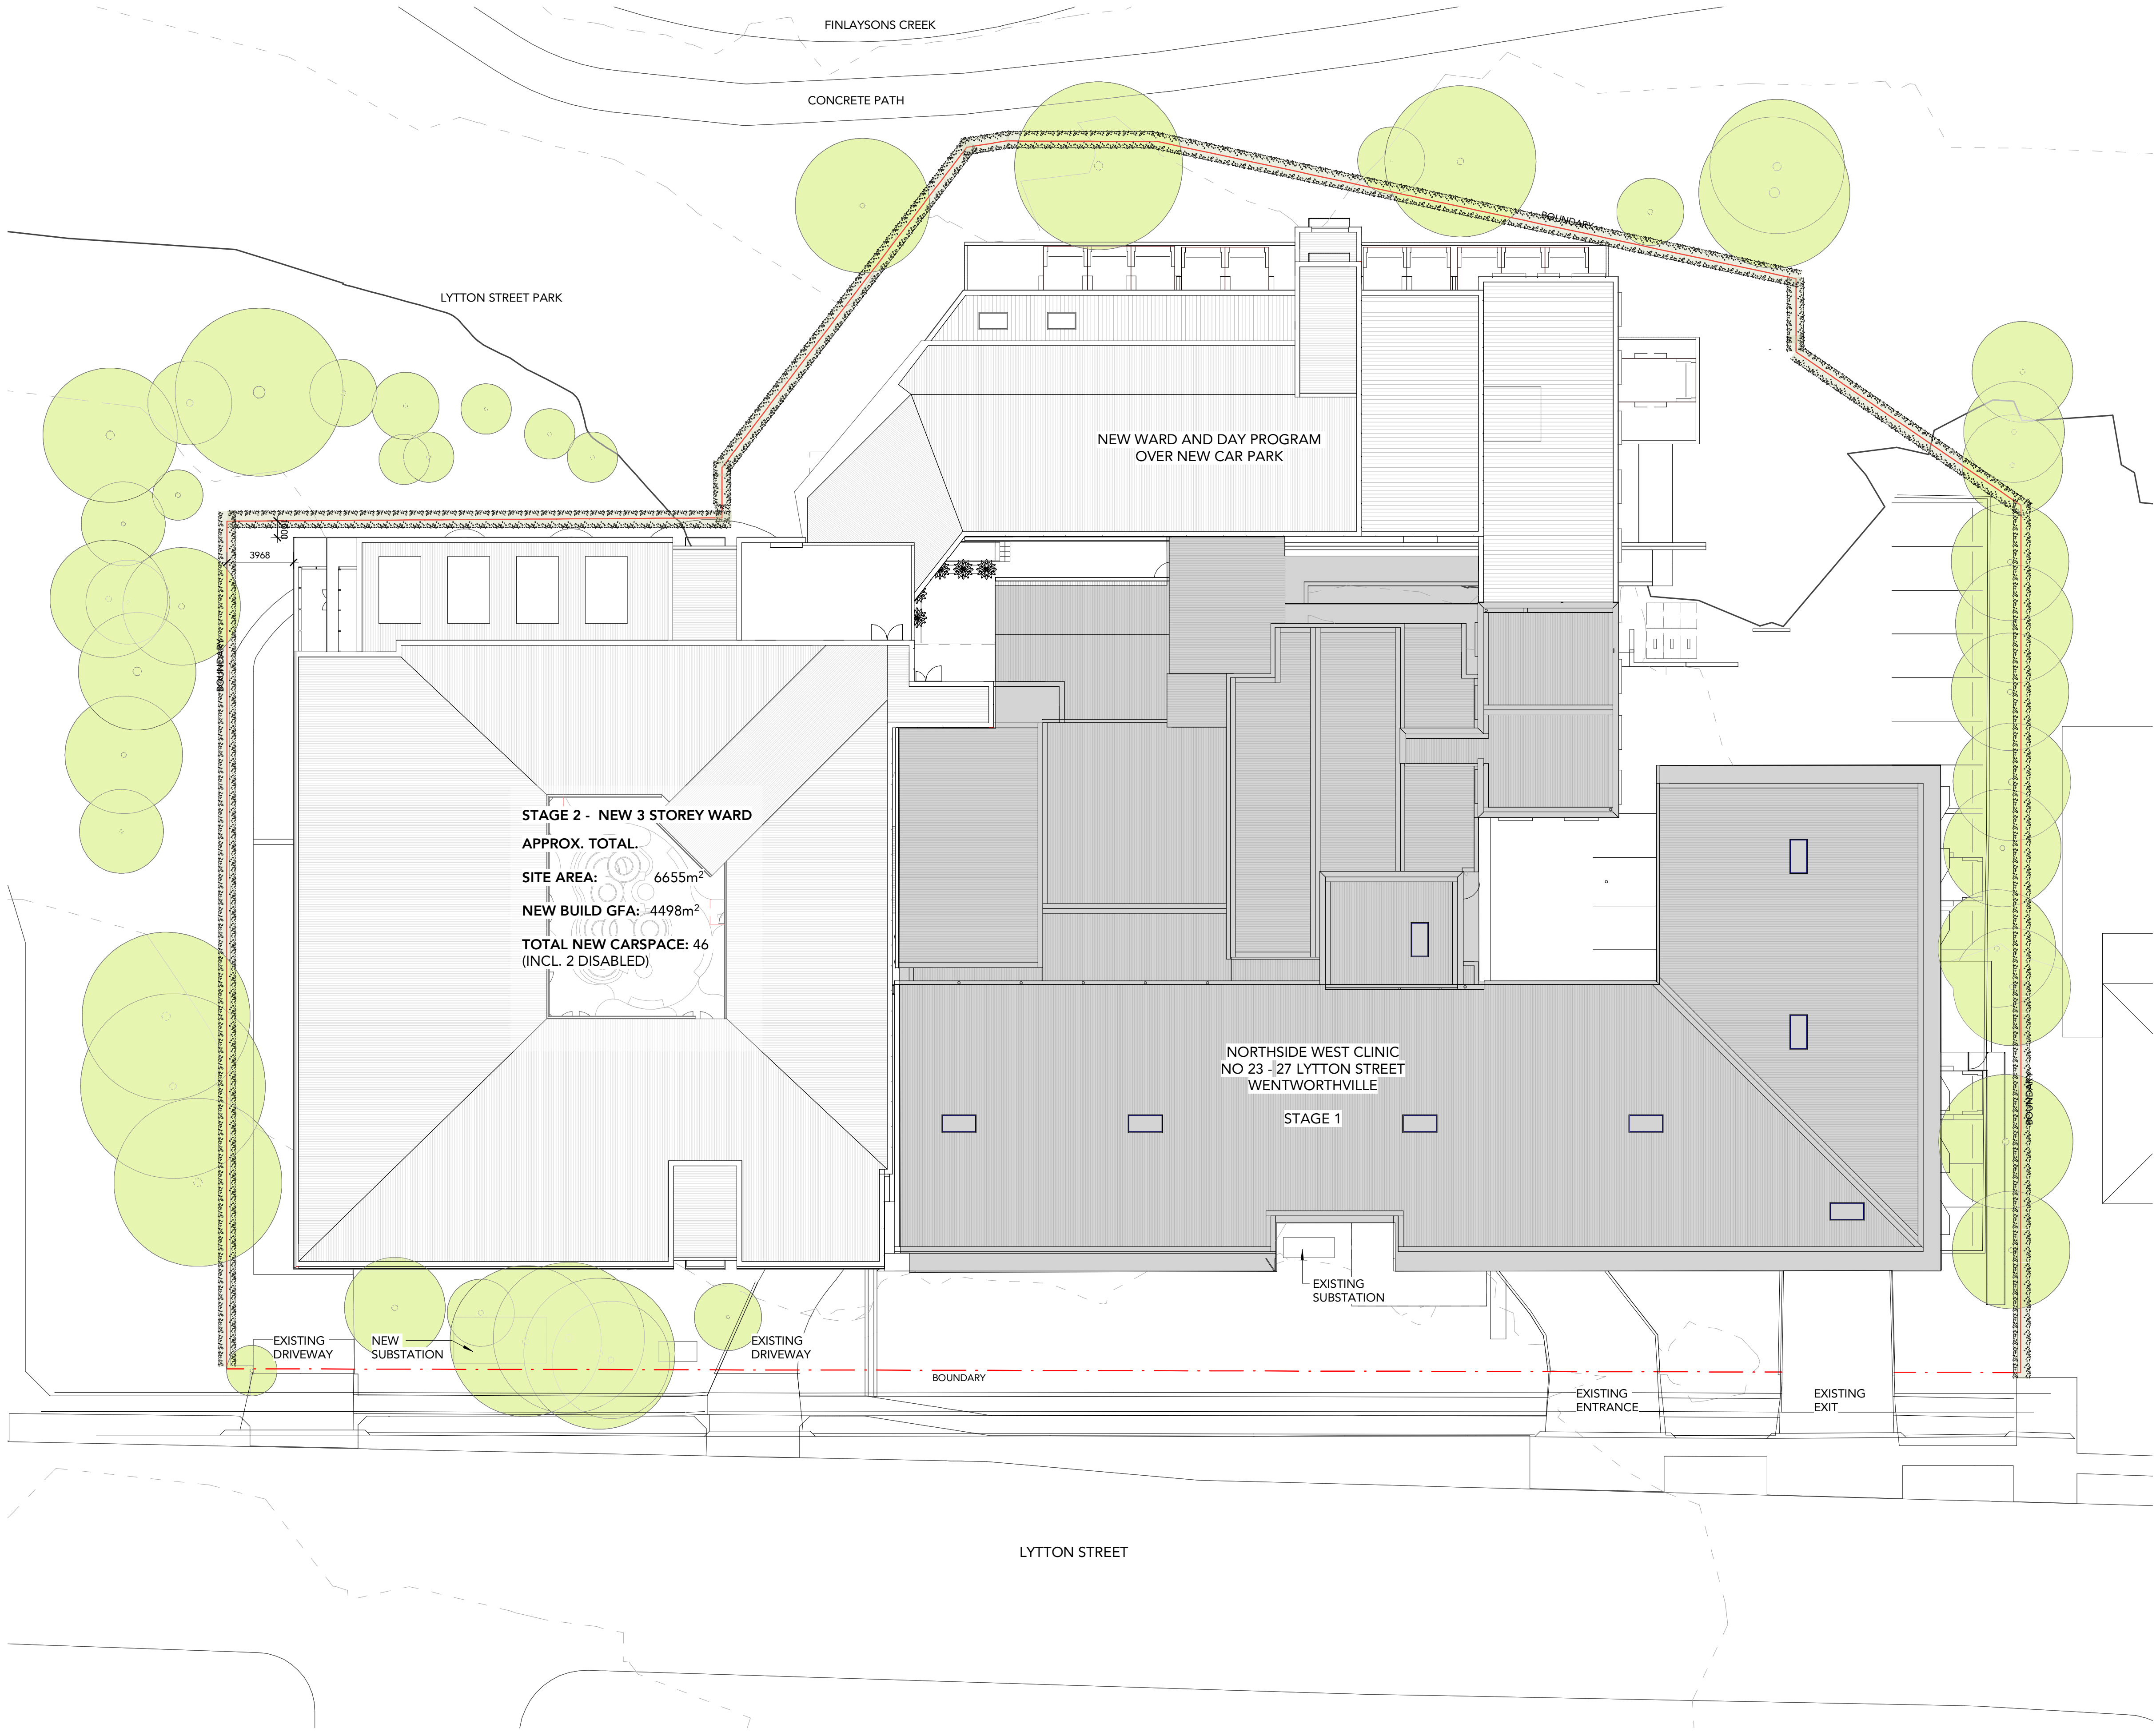 FINLAYSONS CREEK
CONCRETE PATH
BOUNDARY
LYTTON STREET PARK
NEW WARD AND DAY PROGRAM
OVER NEW CAR PARK
1000
3968
BOUNDARY
STAGE 2 - NEW 3 STOREY WARD
APPROX. TOTAL.
SITE AREA: 6655m²
NEW BUILD GFA: 4498m²
TOTAL NEW CARSPACE: 46
(INCL. 2 DISABLED)
NORTHSIDE WEST CLINIC
NO 23 - 27 LYTTON STREET
WENTWORTHVILLE
STAGE 1
BOUNDARY
EXISTING
SUBSTATION
EXISTING
DRIVEWAY
NEW
SUBSTATION
EXISTING
DRIVEWAY
BOUNDARY
EXISTING
ENTRANCE
EXISTING
EXIT
LYTTON STREET